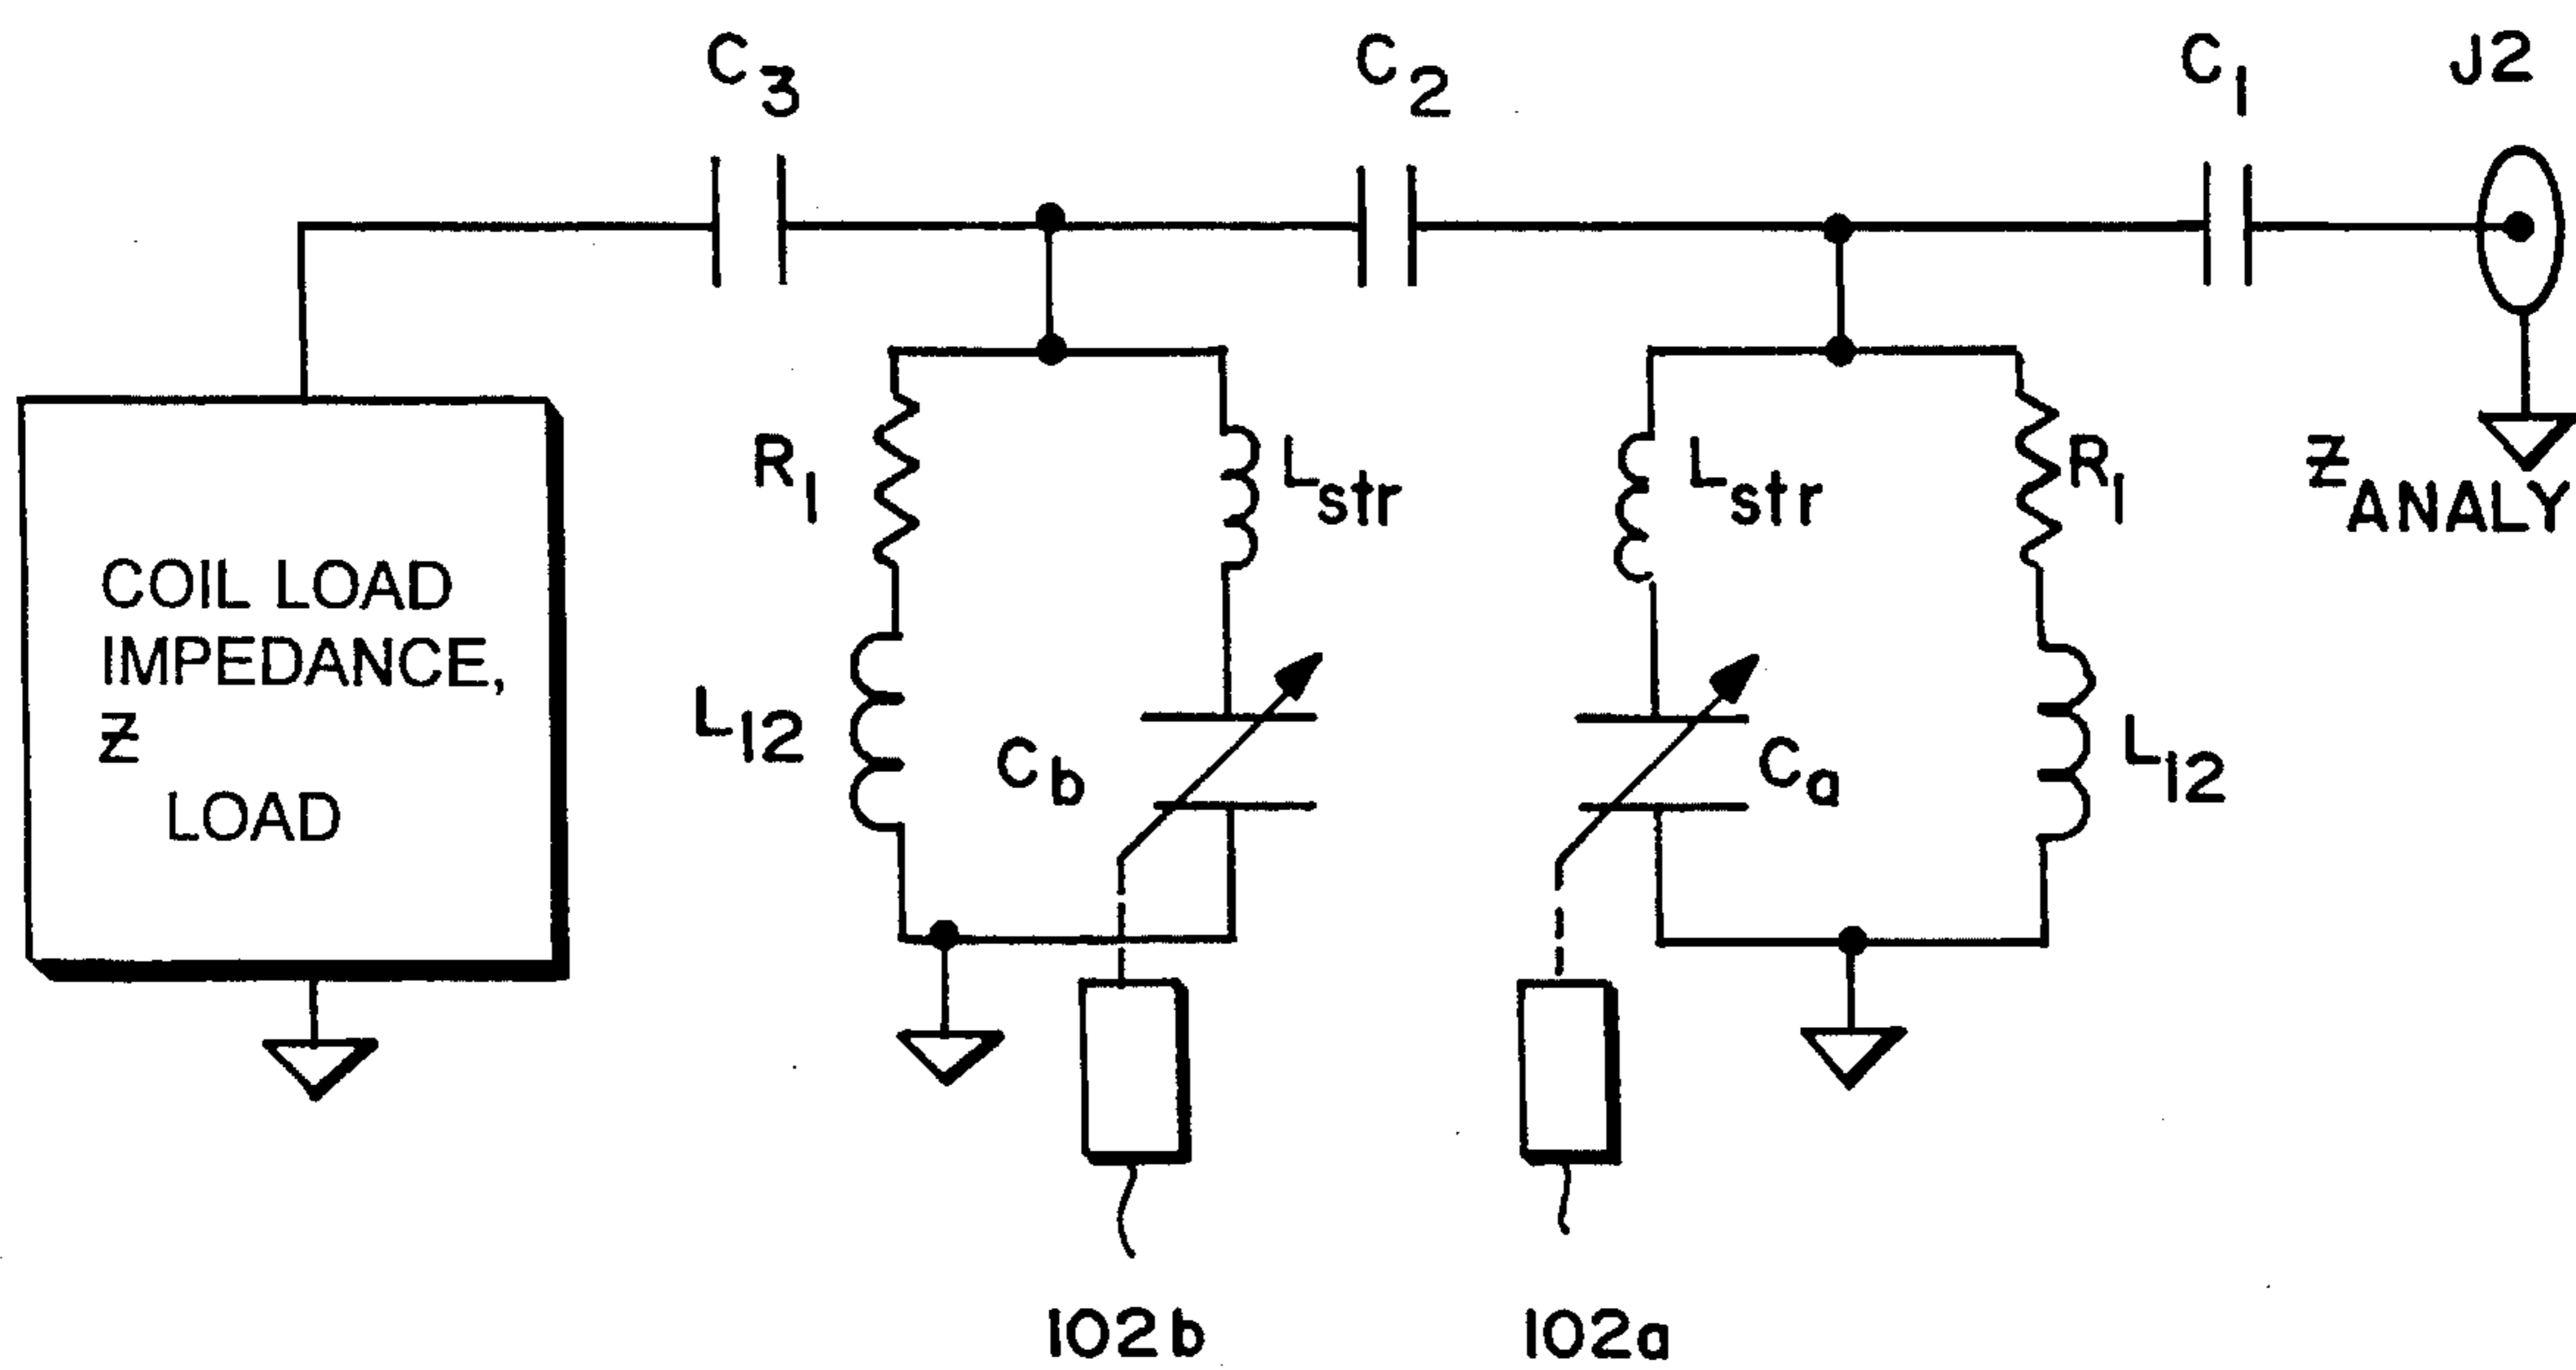 C3
C2
C1
J2
R1
Lstr
Lstr
R1
ZANALY
COIL LOAD
IMPEDANCE,
Z
LOAD
L12
Cb
Ca
L12
102b
102a